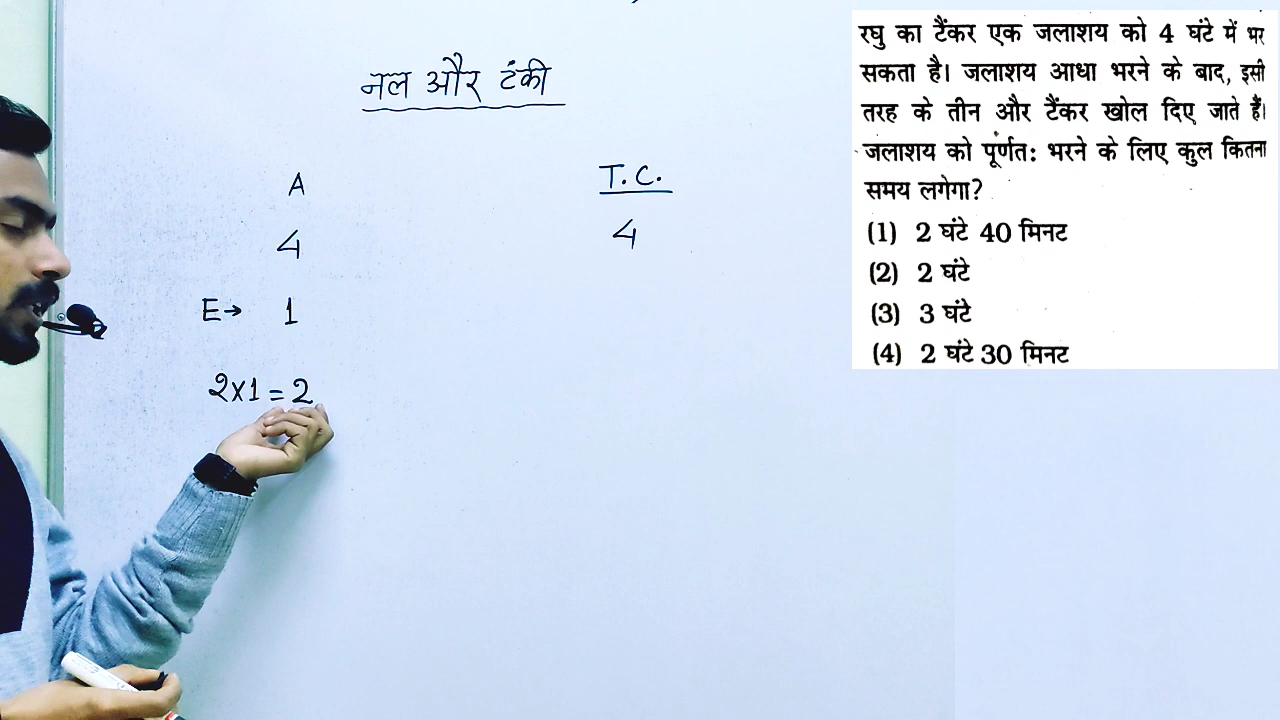 नल और टंकी
A
T.C.
4
4
E→ 1
2×1=2
रघु का टैंकर एक जलाशय को 4 घंटे में भर
सकता है। जलाशय आधा भरने के बाद, इसी
तरह के तीन और टैंकर खोल दिए जाते हैं।
जलाशय को पूर्णत: भरने के लिए कुल कितना
समय लगेगा?
(1) 2 घंटे 40 मिनट
(2) 2 घंटे
(3) 3 घंटे
(4) 2 घंटे 30 मिनट